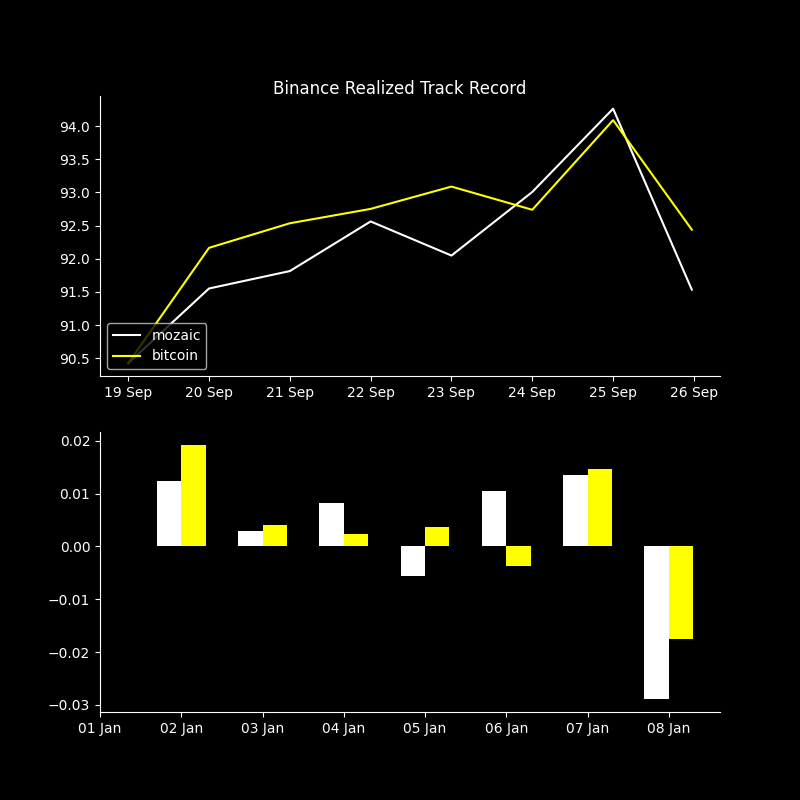 Binance Realized Track Record
94.0
93.5
93.0
92.5
92.0
91.5
91.0
90.5
mozaic
bitcoin
19 Sep 20 Sep 21 Sep 22 Sep 23 Sep 24 Sep 25 Sep 26 Sep
0.02
0.01
0.00
−0.01
−0.02
−0.03
01 Jan 02 Jan 03 Jan 04 Jan 05 Jan 06 Jan 07 Jan 08 Jan